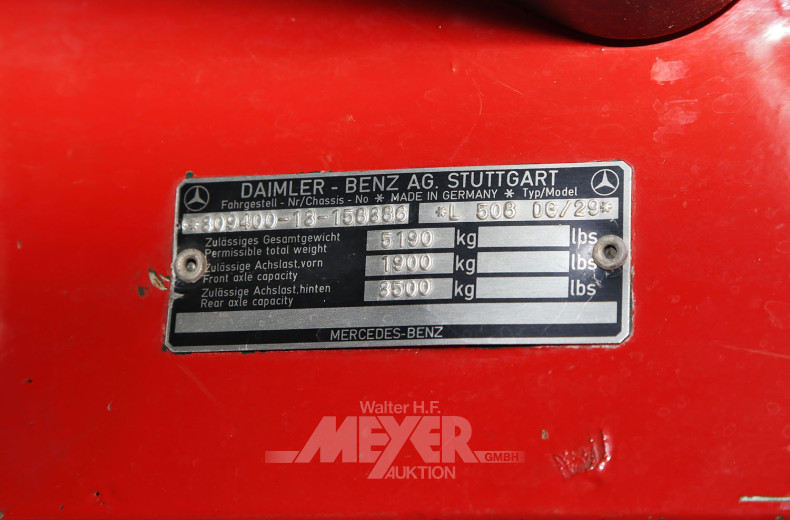 DAIMLER - BENZ AG. STUTTGART
Fahrgestell - Nr/Chassis - No * MADE IN GERMANY * Typ/Model
*309400-13-156886 *L 508 DG/29*
Zulässiges Gesamtgewicht
Permissible total weight 5190 kg lbs
Zulässige Achslast,vorn
Front axle capacity 1900 kg lbs
Zulässige Achslast,hinten
Rear axle capacity 3500 kg lbs
MERCEDES-BENZ
Walter H.F.
MEYER
GMBH
AUKTION